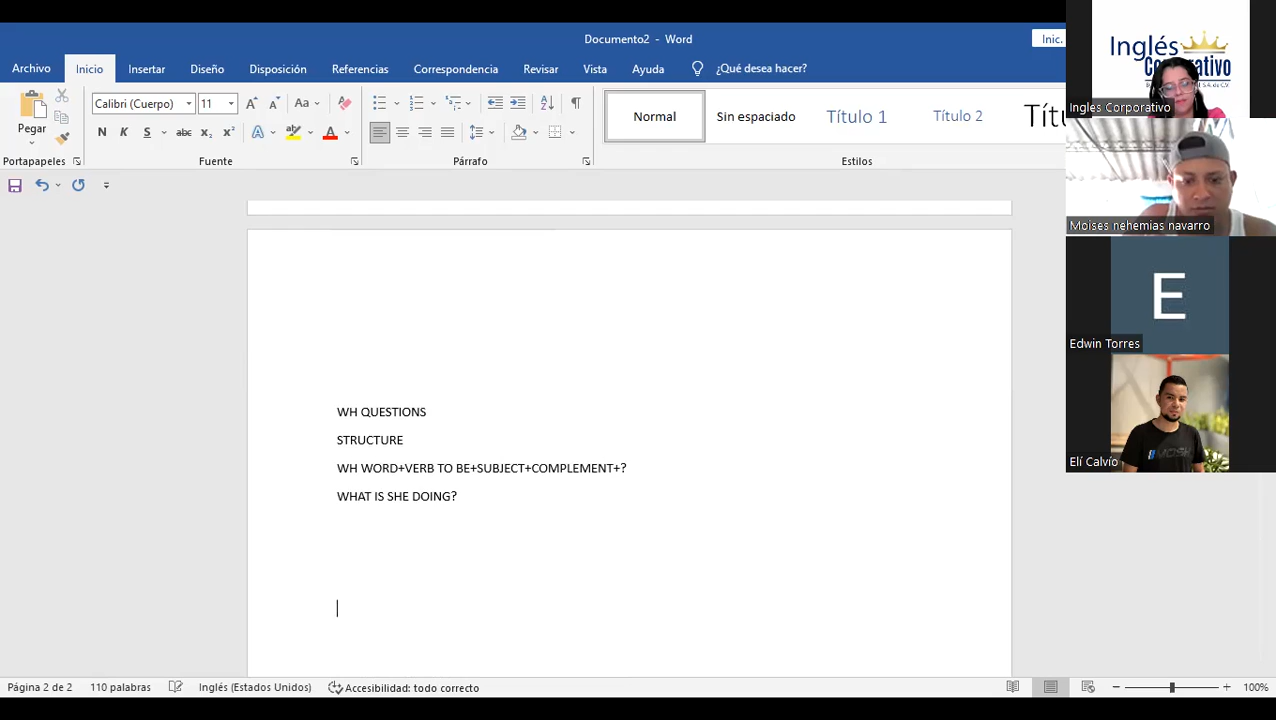 Documento2 - Word
Inic.
Archivo
Inicio
Insertar
Diseño
Disposición
Referencias
Correspondencia
Revisar
Vista
Ayuda
¿Qué desea hacer?
Pegar
Calibri (Cuerpo)
11
Normal
Sin espaciado
Título 1
Título 2
Títu
Portapapeles
Fuente
Párrafo
Estilos
WH QUESTIONS
STRUCTURE
WH WORD+VERB TO BE+SUBJECT+COMPLEMENT+?
WHAT IS SHE DOING?
Página 2 de 2
110 palabras
Inglés (Estados Unidos)
Accesibilidad: todo correcto
100%
Inglés
Ingles Corporativo
Moises nehemias navarro
E
Edwin Torres
Elí Calvío